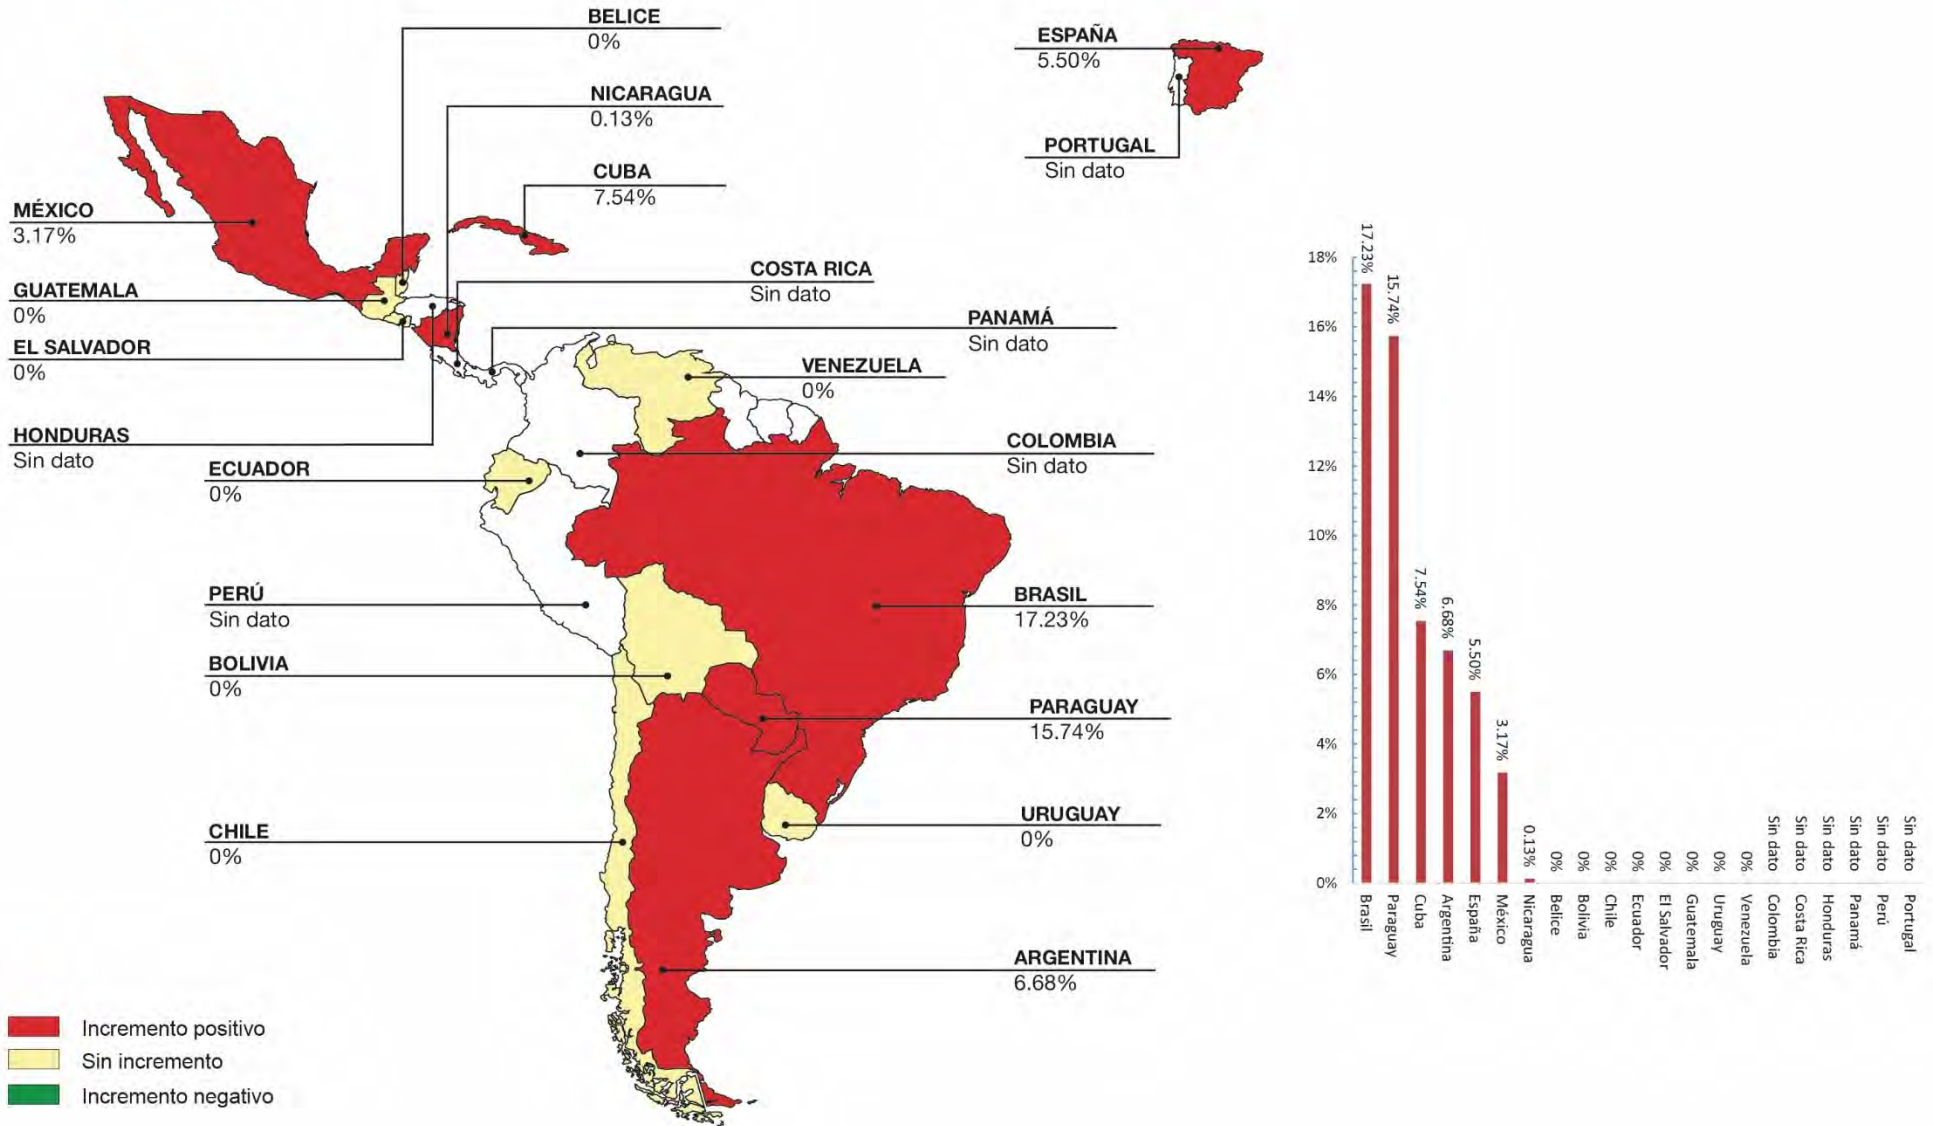 BELICE
0%
NICARAGUA
0.13%
CUBA
7.54%
ESPAÑA
5.50%
PORTUGAL
Sin dato
MÉXICO
3.17%
GUATEMALA
0%
EL SALVADOR
0%
HONDURAS
Sin dato
COSTA RICA
Sin dato
PANAMÁ
Sin dato
VENEZUELA
0%
COLOMBIA
Sin dato
ECUADOR
0%
PERÚ
Sin dato
BOLIVIA
0%
CHILE
0%
BRASIL
17.23%
PARAGUAY
15.74%
URUGUAY
0%
ARGENTINA
6.68%
Incremento positivo
Sin incremento
Incremento negativo
18%
16%
14%
12%
10%
8%
6%
4%
2%
0%
17.23%
15.74%
7.54%
6.68%
5.50%
3.17%
0.13%
0%
0%
0%
0%
0%
0%
0%
0%
Sin dato
Sin dato
Sin dato
Sin dato
Sin dato
Sin dato
Brasil
Paraguay
Cuba
Argentina
España
México
Nicaragua
Belice
Bolivia
Chile
Ecuador
El Salvador
Guatemala
Uruguay
Venezuela
Colombia
Costa Rica
Honduras
Panamá
Perú
Portugal